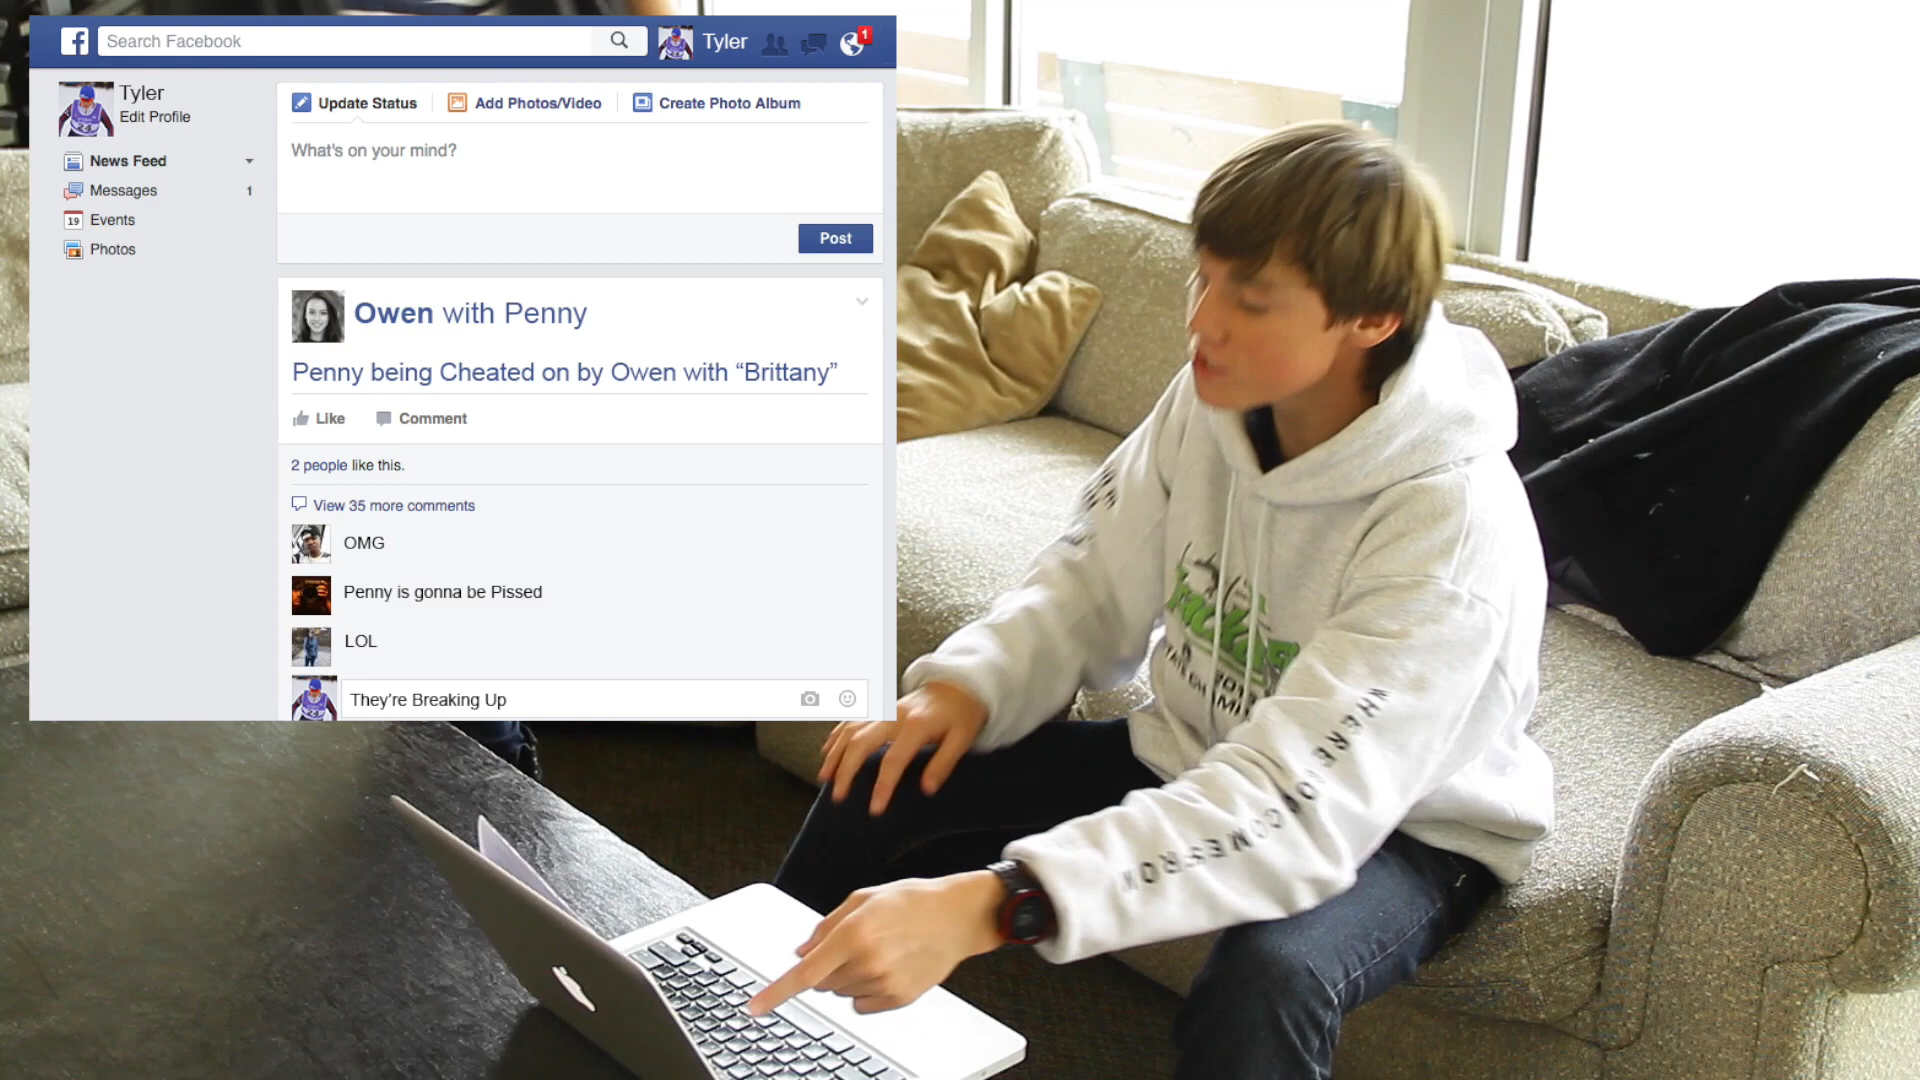 Search Facebook
Tyler
1
Tyler
Edit Profile
News Feed
Messages 1
19 Events
Photos
Update Status Add Photos/Video Create Photo Album
What's on your mind?
Post
Owen with Penny
Penny being Cheated on by Owen with “Brittany”
Like Comment
2 people like this.
View 35 more comments
OMG
Penny is gonna be Pissed
LOL
They’re Breaking Up